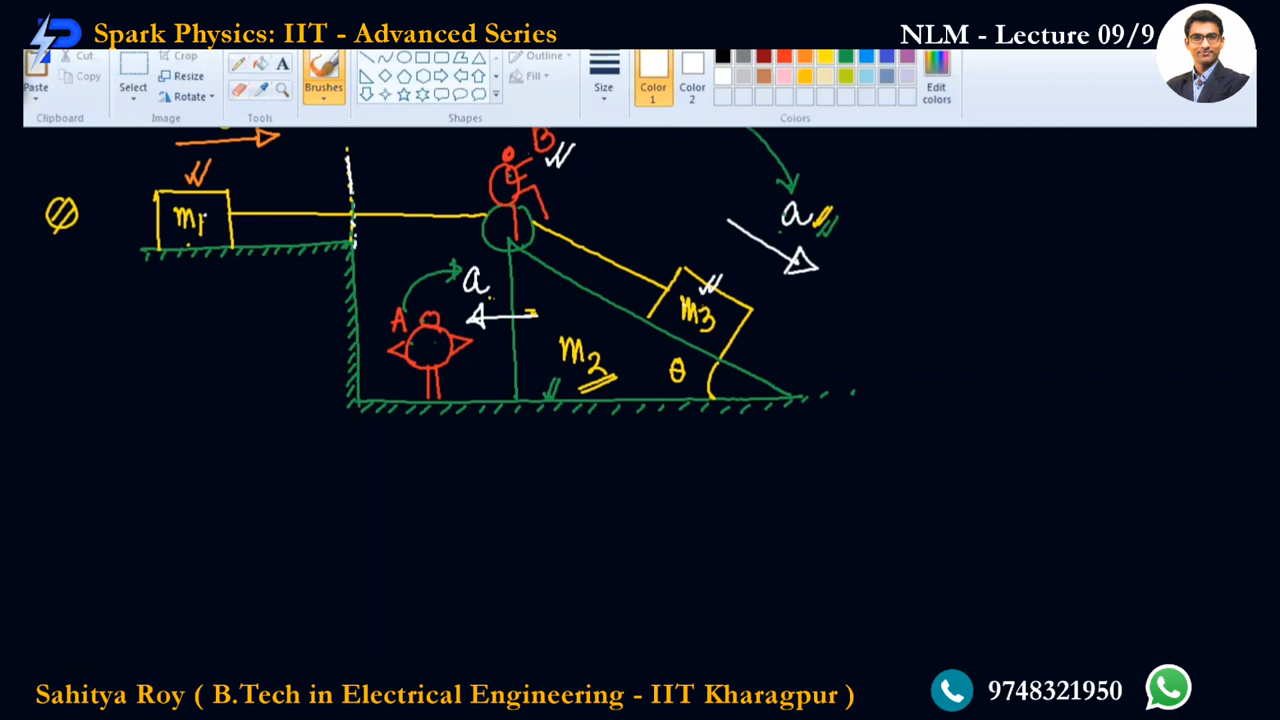 Spark Physics: IIT - Advanced Series
NLM - Lecture 09/9
Cut
Crop
Outline
Copy
Resize
Fill
Paste
Select
Rotate
Brushes
Size
Color 1
Color 2
Edit colors
Clipboard
Image
Tools
Shapes
Colors
B
m1
a
a
A
m3
m2
θ
Sahitya Roy ( B.Tech in Electrical Engineering - IIT Kharagpur )
9748321950